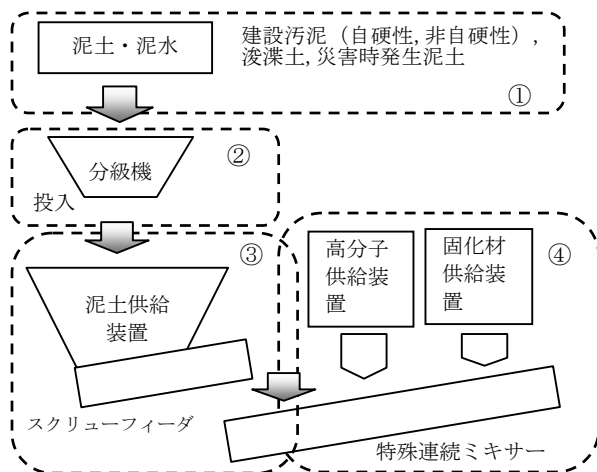 泥土・泥水
建設汚泥（自硬性, 非自硬性）,
浚渫土, 災害時発生泥土
①
②
分級機
投入
③
泥土供給
装置
スクリューフィーダ
高分子
供給装
置
固化材
供給装
置
④
特殊連続ミキサー